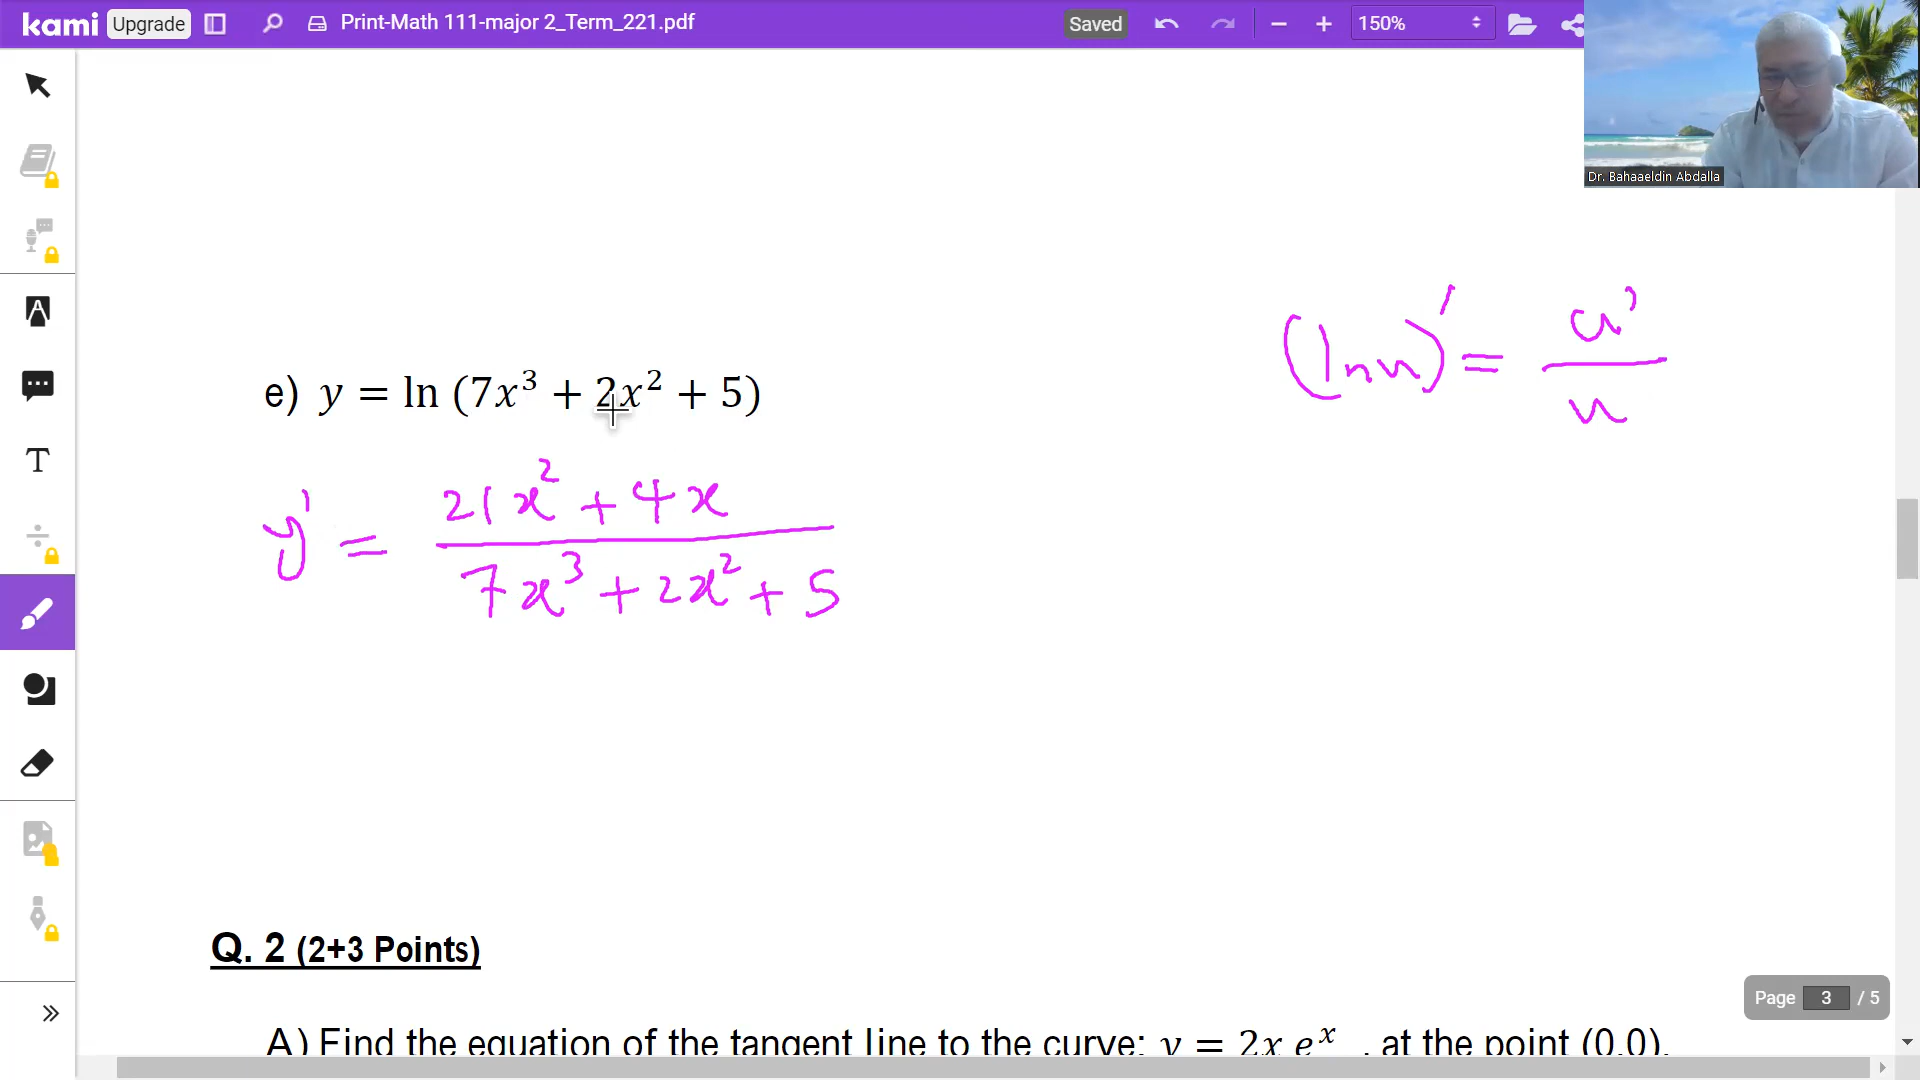 kami Upgrade Print-Math 111-major 2_Term_221.pdf Saved 150%
Dr. Bahaaeldin Abdalla
(ln u)' = u' / u
e) y = ln (7x³ + 2x² + 5)
y' = 21x² + 4x / 7x³ + 2x² + 5
Q. 2 (2+3 Points)
Page 3 / 5
A) Find the equation of the tangent line to the curve: y = 2x eˣ , at the point (0,0).